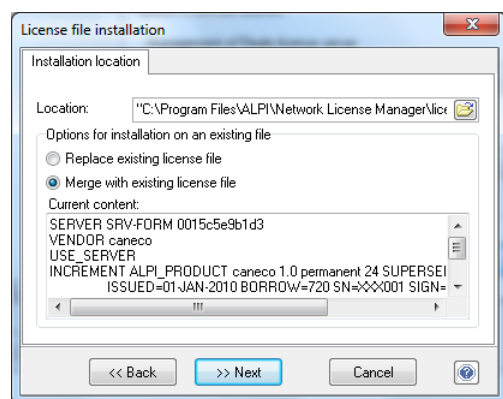 License file installation
Installation location
Location: "C:\Program Files\ALPI\Network License Manager\lice
Options for installation on an existing file
Replace existing license file
Merge with existing license file
Current content:
SERVER SRV-FORM 0015c5e9b1d3
VENDOR caneco
USE_SERVER
INCREMENT ALPI_PRODUCT caneco 1.0 permanent 24 SUPERSEI
ISSUED=01-JAN-2010 BORROW=720 SN=XXX001 SIGN=
<< Back >> Next Cancel